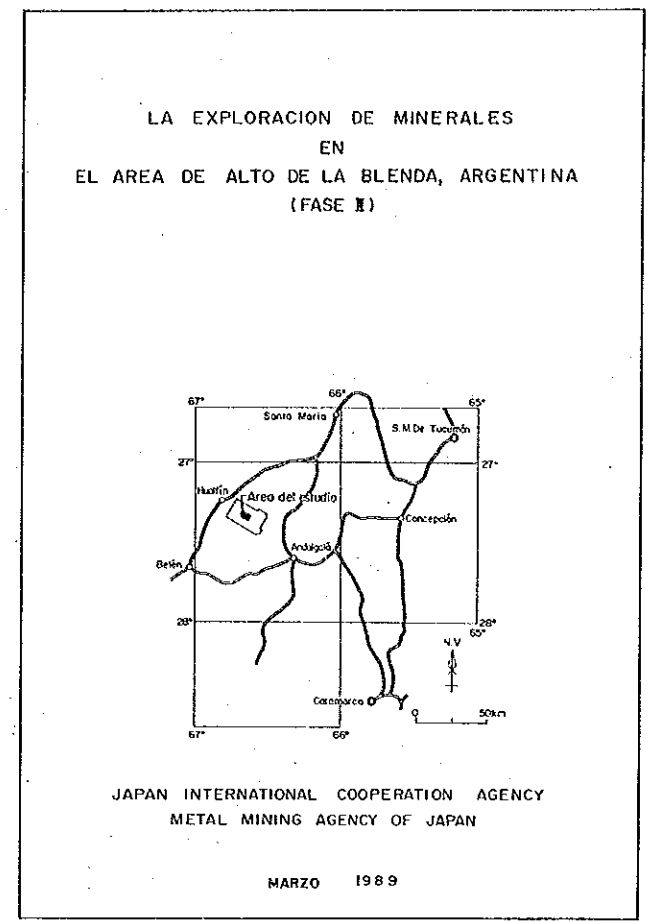 LA EXPLORACION DE MINERALES
EN
EL AREA DE ALTO DE LA BLENDA, ARGENTINA
(FASE II)
67°
66°
65°
Santa María
S.M.De Tucumán
27°
27°
Hualfín
Area del estudio
Concepción
Andalgalá
Belén
28°
28°
65°
N.V
Catamarca
50km
67°
66°
JAPAN INTERNATIONAL COOPERATION AGENCY
METAL MINING AGENCY OF JAPAN
MARZO 1989